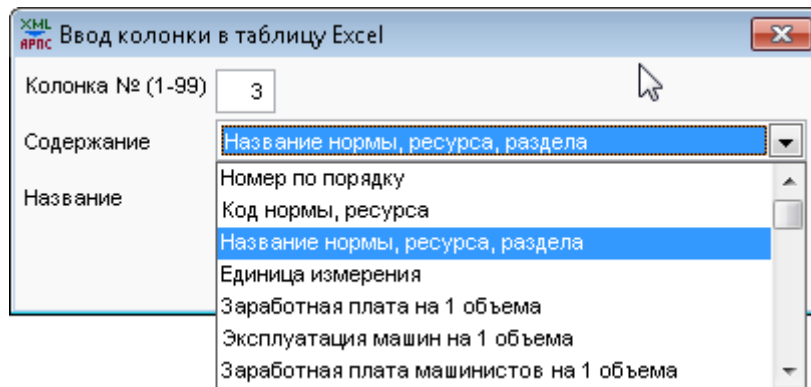 XML АРПС Ввод колонки в таблицу Excel
Колонка № (1-99) 3
Содержание Название нормы, ресурса, раздела
Название
Номер по порядку
Код нормы, ресурса
Название нормы, ресурса, раздела
Единица измерения
Заработная плата на 1 объема
Эксплуатация машин на 1 объема
Заработная плата машинистов на 1 объема